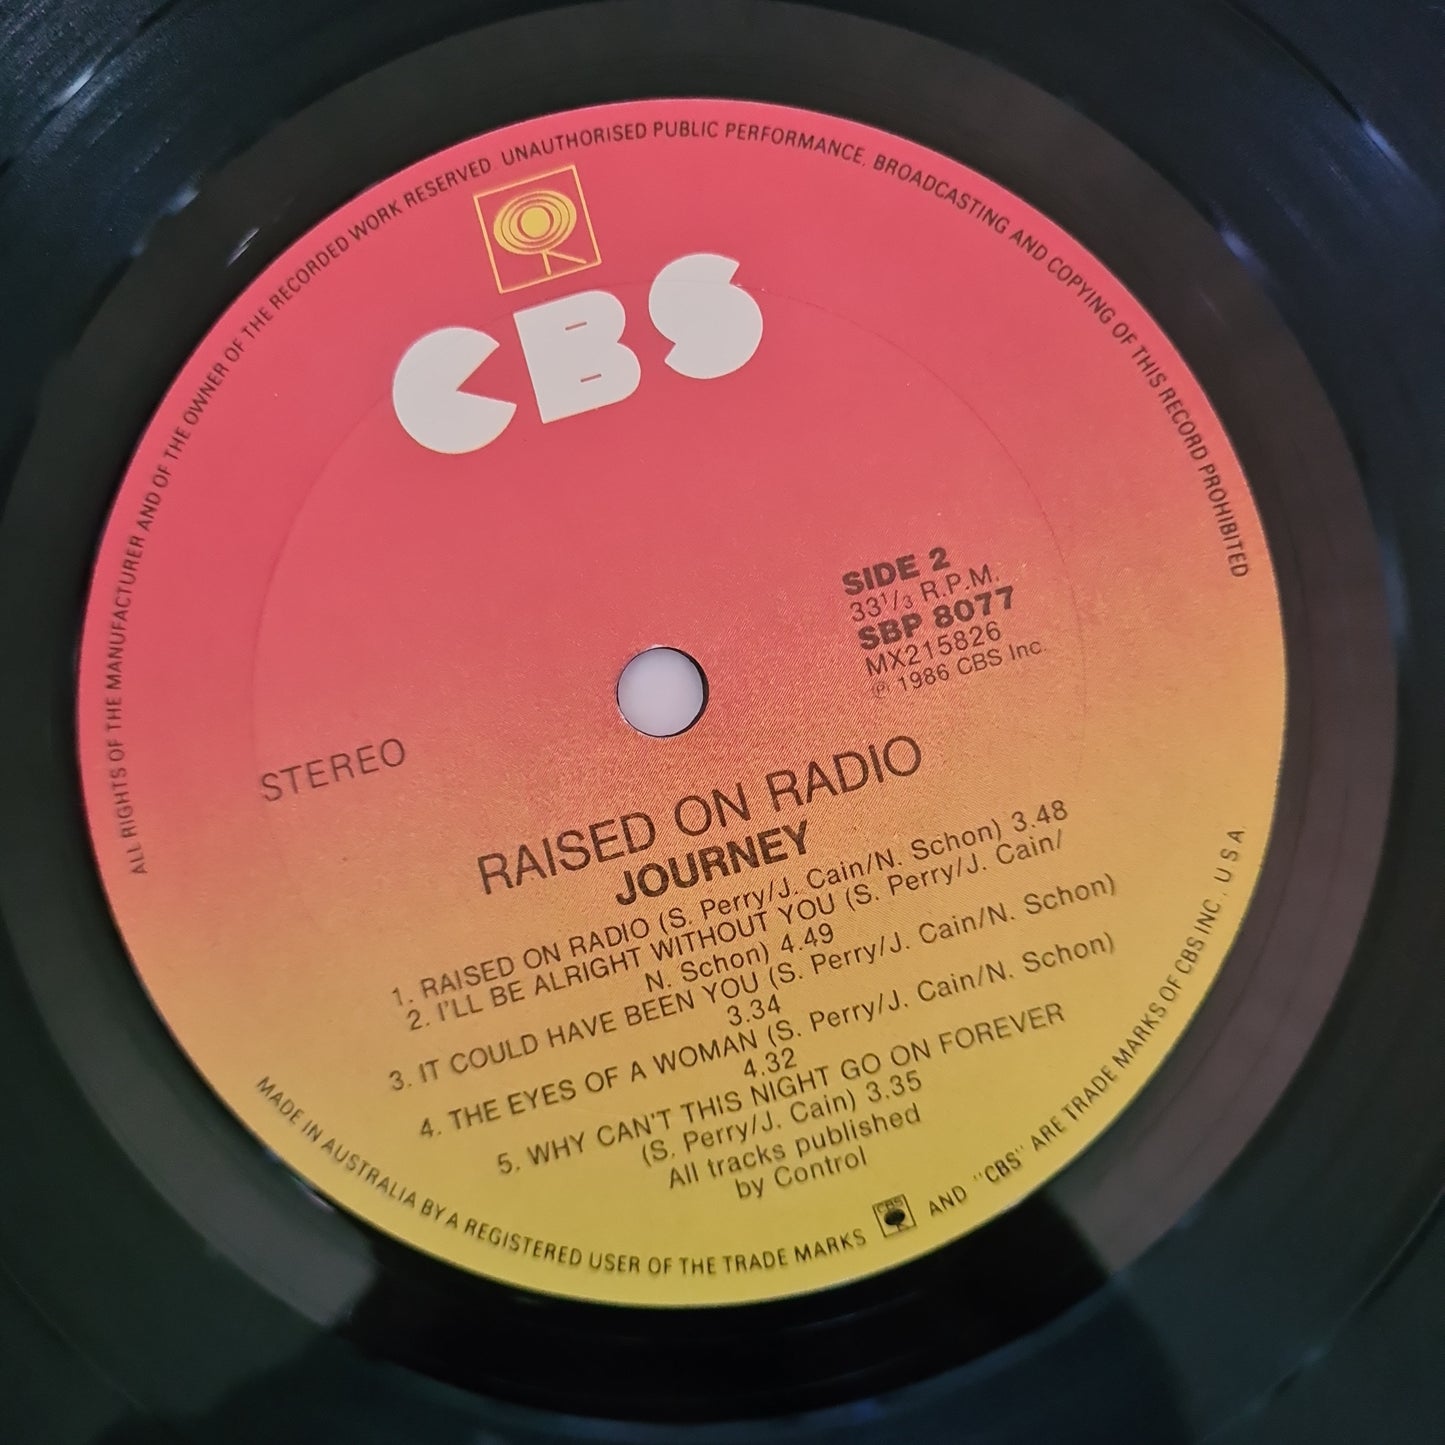 ALL RIGHTS OF THE MANUFACTURER AND OF THE OWNER OF THE RECORDED WORK RESERVED UNAUTHORISED PUBLIC PERFORMANCE, BROADCASTING AND COPYING OF THIS RECORD PROHIBITED
CBS
SIDE 2
33⅓ R.P.M.
SBP 8077
MX215826
℗ 1986 CBS Inc.
STEREO
RAISED ON RADIO
JOURNEY
1. RAISED ON RADIO (S. Perry/J. Cain/N. Schon) 3.48
2. I'LL BE ALRIGHT WITHOUT YOU (S. Perry/J. Cain/
N. Schon) 4.49
3. IT COULD HAVE BEEN YOU (S. Perry/J. Cain/N. Schon)
3.34
4. THE EYES OF A WOMAN (S. Perry/J. Cain/N. Schon)
4.32
5. WHY CAN'T THIS NIGHT GO ON FOREVER
(S. Perry/J. Cain) 3.35
All tracks published
by Control
MADE IN AUSTRALIA BY A REGISTERED USER OF THE TRADE MARKS CBS AND "CBS" ARE TRADE MARKS OF CBS INC., U.S.A.